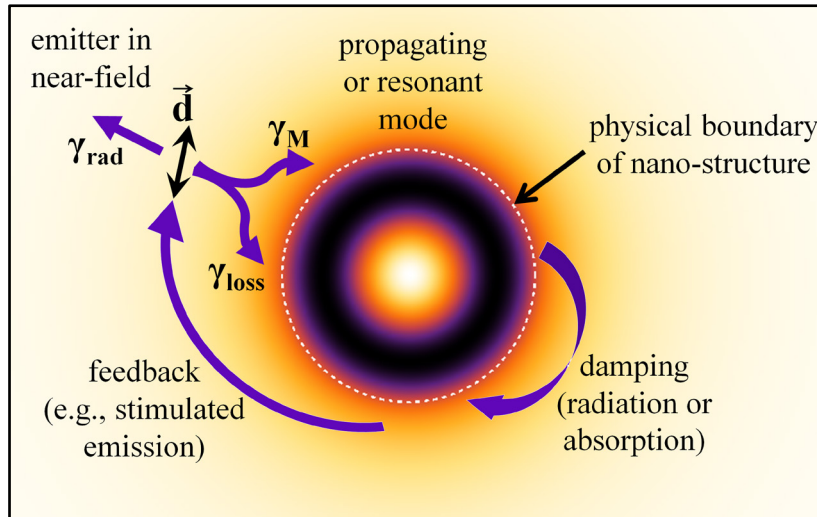 emitter in
near-field
d⃗
γrad
γM
γloss
propagating
or resonant
mode
physical boundary
of nano-structure
feedback
(e.g., stimulated
emission)
damping
(radiation or
absorption)